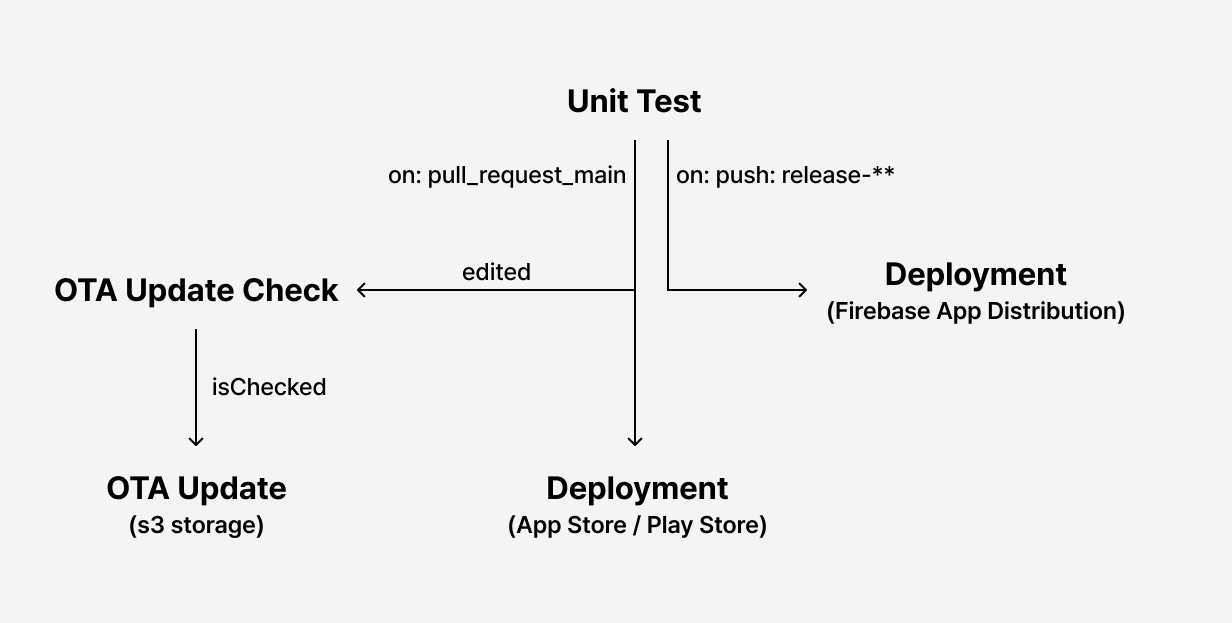 Unit Test
on: pull_request_main
on: push: release-**
edited
OTA Update Check
Deployment
(Firebase App Distribution)
isChecked
OTA Update
(s3 storage)
Deployment
(App Store / Play Store)